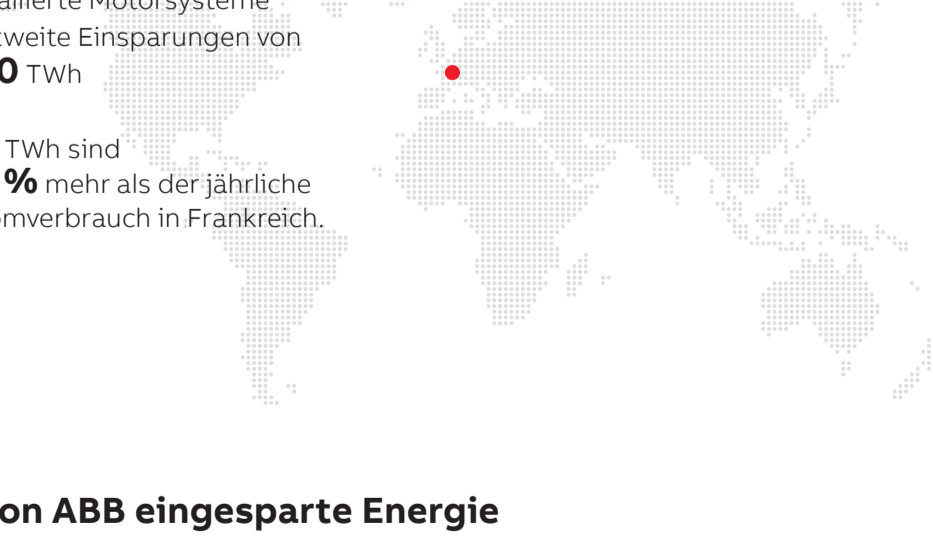 allierte Motorsysteme
tweite Einsparungen von
0 TWh
TWh sind
% mehr als der jährliche
omverbrauch in Frankreich.
on ABB eingesparte Energie